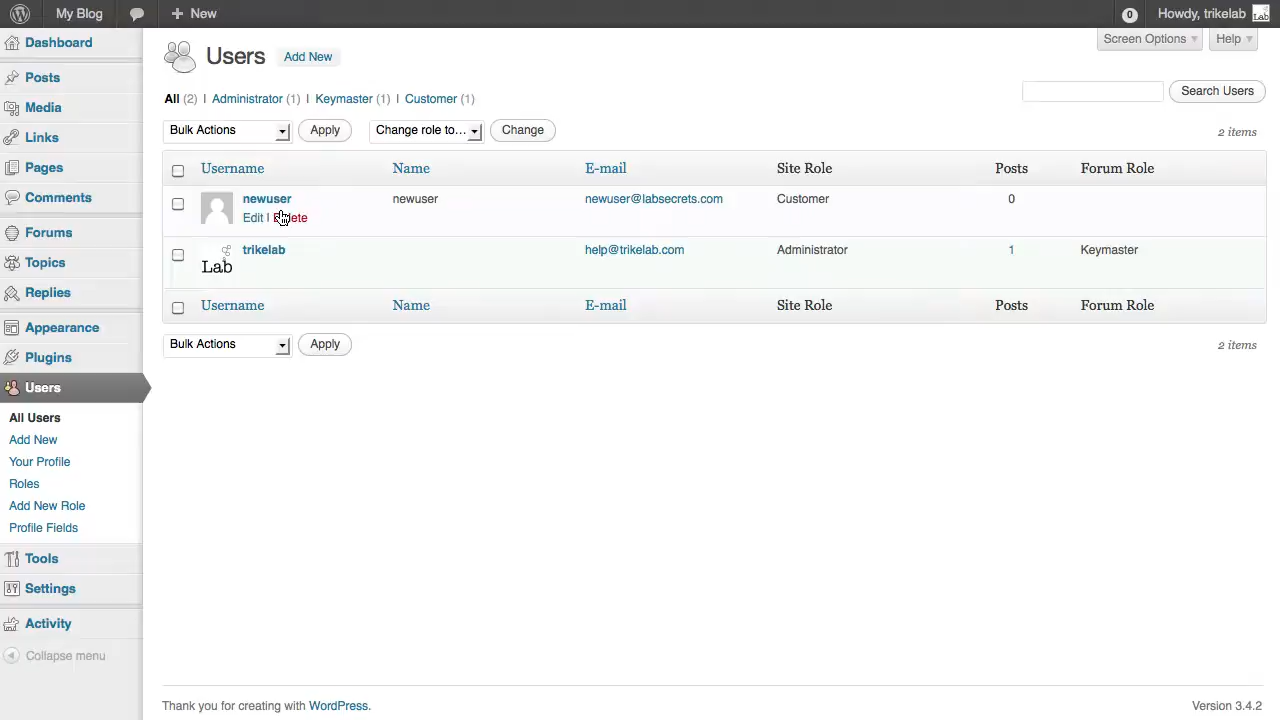 My Blog + New 0 Howdy, trikelab Lab
Screen Options Help
Dashboard
Posts
Media
Links
Pages
Comments
Forums
Topics
Replies
Appearance
Plugins
Users
All Users
Add New
Your Profile
Roles
Add New Role
Profile Fields
Tools
Settings
Activity
Collapse menu
Users Add New
All (2) | Administrator (1) | Keymaster (1) | Customer (1)
Search Users
Bulk Actions Apply Change role to... Change 2 items
Username Name E-mail Site Role Posts Forum Role
newuser newuser newuser@labsecrets.com Customer 0
Edit |
Lab trikelab help@trikelab.com Administrator 1 Keymaster
Username Name E-mail Site Role Posts Forum Role
Bulk Actions Apply 2 items
Thank you for creating with WordPress. Version 3.4.2